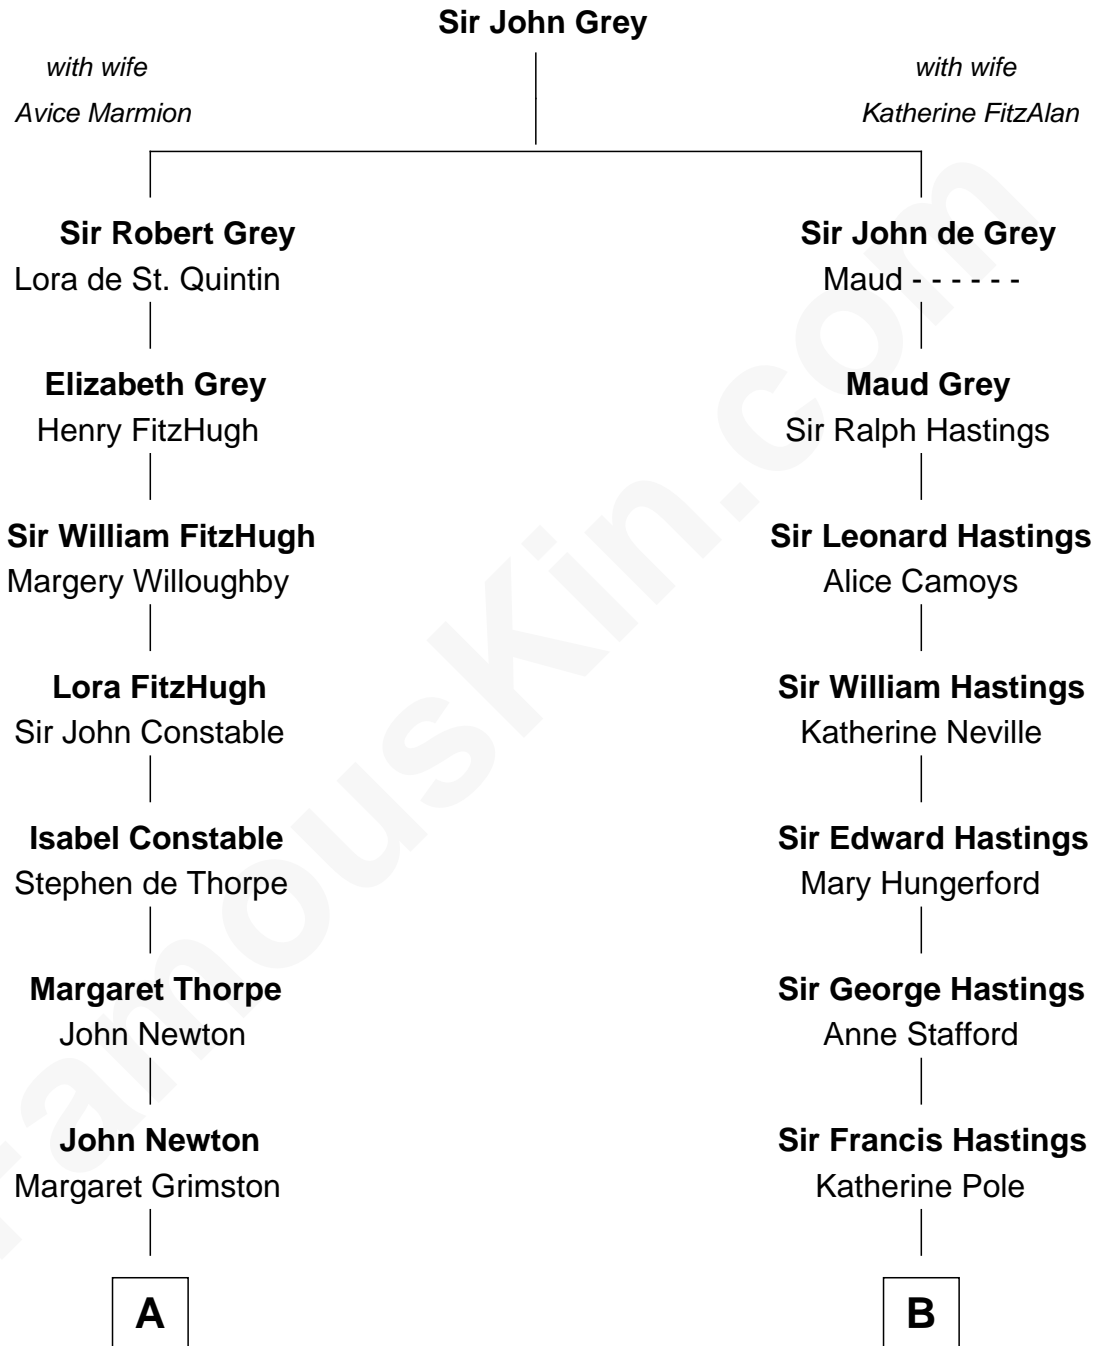 Sir John Grey
with wife
Avice Marmion
with wife
Katherine FitzAlan
Sir Robert Grey
Lora de St. Quintin
Elizabeth Grey
Henry FitzHugh
Sir William FitzHugh
Margery Willoughby
Lora FitzHugh
Sir John Constable
Isabel Constable
Stephen de Thorpe
Margaret Thorpe
John Newton
John Newton
Margaret Grimston
A
Sir John de Grey
Maud - - - - - -
Maud Grey
Sir Ralph Hastings
Sir Leonard Hastings
Alice Camoys
Sir William Hastings
Katherine Neville
Sir Edward Hastings
Mary Hungerford
Sir George Hastings
Anne Stafford
Sir Francis Hastings
Katherine Pole
B
FamousKin.com